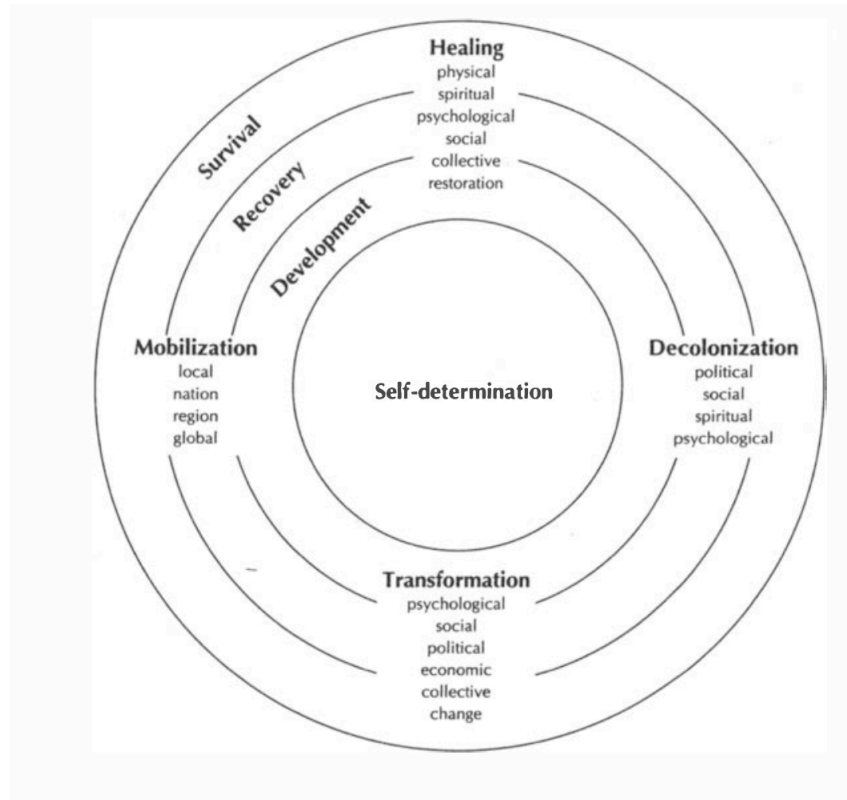 Healing
physical
spiritual
psychological
social
collective
restoration
Survival
Recovery
Development
Mobilization
local
nation
region
global
Self-determination
Decolonization
political
social
spiritual
psychological
Transformation
psychological
social
political
economic
collective
change